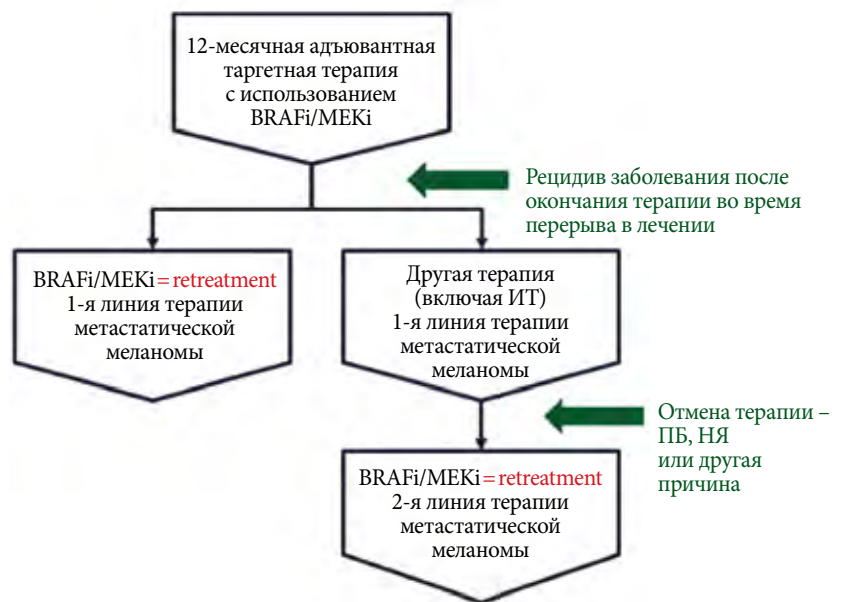 12-месячная адъювантная
таргетная терапия
с использованием
BRAFi/MEKi
Рецидив заболевания после
окончания терапии во время
перерыва в лечении
BRAFi/MEKi = retreatment
1-я линия терапии
метастатической
меланомы
Другая терапия
(включая ИТ)
1-я линия терапии
метастатической
меланомы
Отмена терапии –
ПБ, НЯ
или другая
причина
BRAFi/MEKi = retreatment
2-я линия терапии
метастатической
меланомы